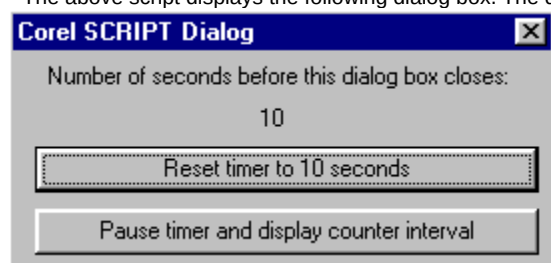 The above script displays the following dialog box. The
Corel SCRIPT Dialog
Number of seconds before this dialog box closes:
10
Reset timer to 10 seconds
Pause timer and display counter interval